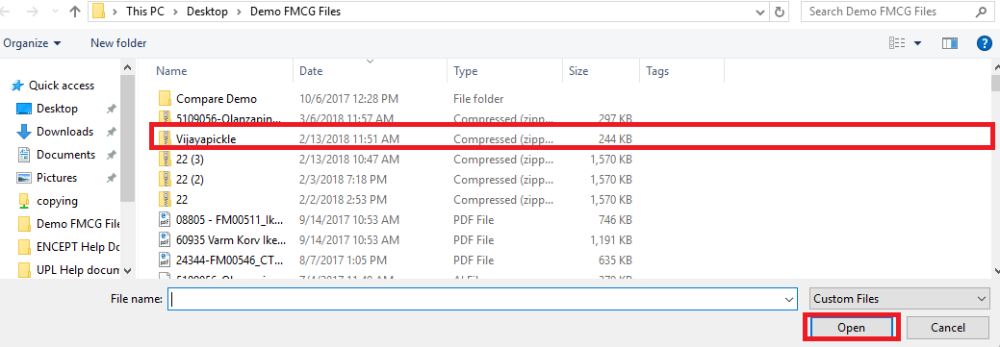 This PC > Desktop > Demo FMCG Files
Search Demo FMCG Files
Organize
New folder
Quick access
Desktop
Downloads
Documents
Pictures
copying
Demo FMCG Files
ENCEPT Help Do
UPL Help docum
Name Date Type Size Tags
Compare Demo 10/6/2017 12:28 PM File folder
5109056-Olanzapin... 3/6/2018 11:57 AM Compressed (zipp... 297 KB
Vijayapickle 2/13/2018 11:51 AM Compressed (zipp... 244 KB
22 (3) 2/13/2018 10:47 AM Compressed (zipp... 1,570 KB
22 (2) 2/3/2018 7:18 PM Compressed (zipp... 1,570 KB
22 2/2/2018 2:53 PM Compressed (zipp... 1,570 KB
08805 - FM00511_Ik... 9/14/2017 10:53 AM PDF File 746 KB
60935 Varm Korv Ike... 9/14/2017 10:53 AM PDF File 1,191 KB
24344-FM00546_CT... 8/7/2017 1:05 PM PDF File 635 KB
File name:
Custom Files
Open
Cancel